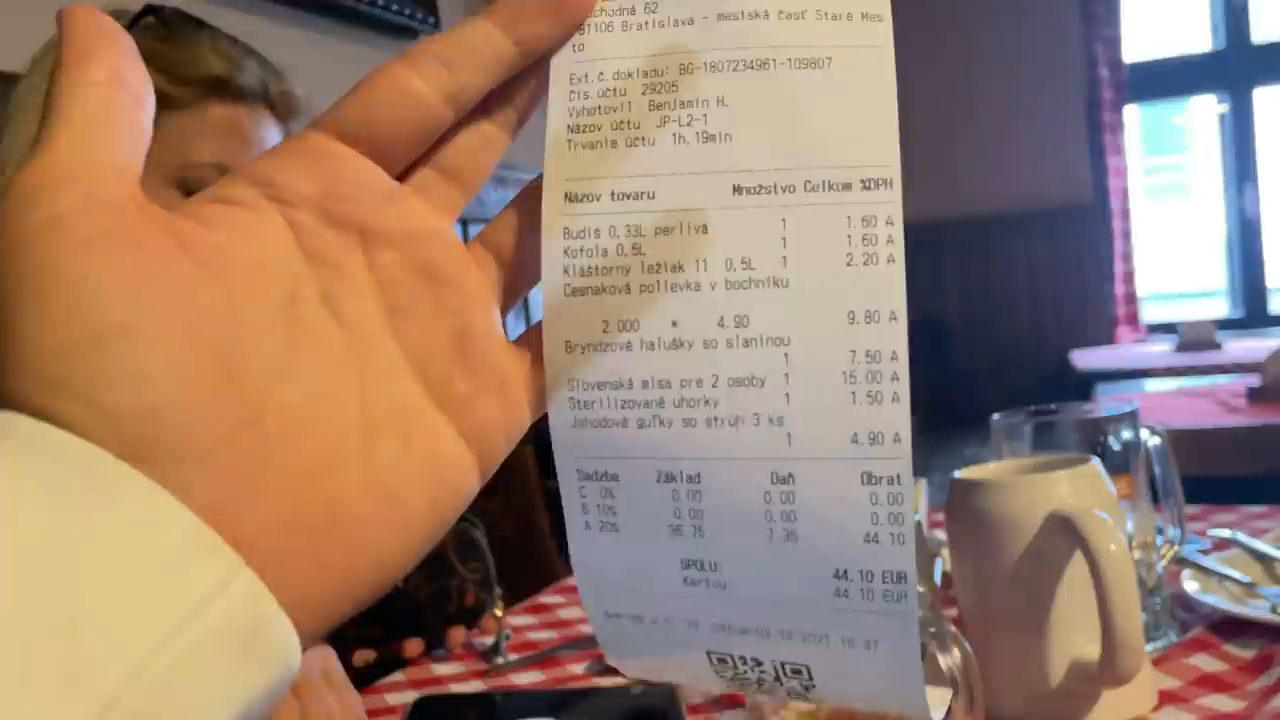 chodná 62
81106 Bratislava - mestská časť Staré Mes
to
Ext.č.dokladu: BG-1807234961-109807
Čís.účtu 29205
Vyhotovil Benjamín H.
Názov účtu JP-L2-1
Trvanie účtu 1h,19min
Názov tovaru Množstvo Celkom %DPH
Budiš 0,33L perlivá 1 1.60 A
Kofola 0,5L 1 1.60 A
Kláštorný ležiak 11 0,5L 1 2.20 A
Cesnaková polievka v bochníku
2.000 * 4.90 9.80 A
Bryndzové halušky so slaninou
1 7.50 A
Slovenská misa pre 2 osoby 1 15.00 A
Sterilizované uhorky 1 1.50 A
Jahodové guľky so strúh 3 ks
1 4.90 A
Sadzba Základ Daň Obrat
C 0% 0.00 0.00 0.00
B 10% 0.00 0.00 0.00
A 20% 36.75 7.35 44.10
SPOLU: 44.10 EUR
Kartou: 44.10 EUR